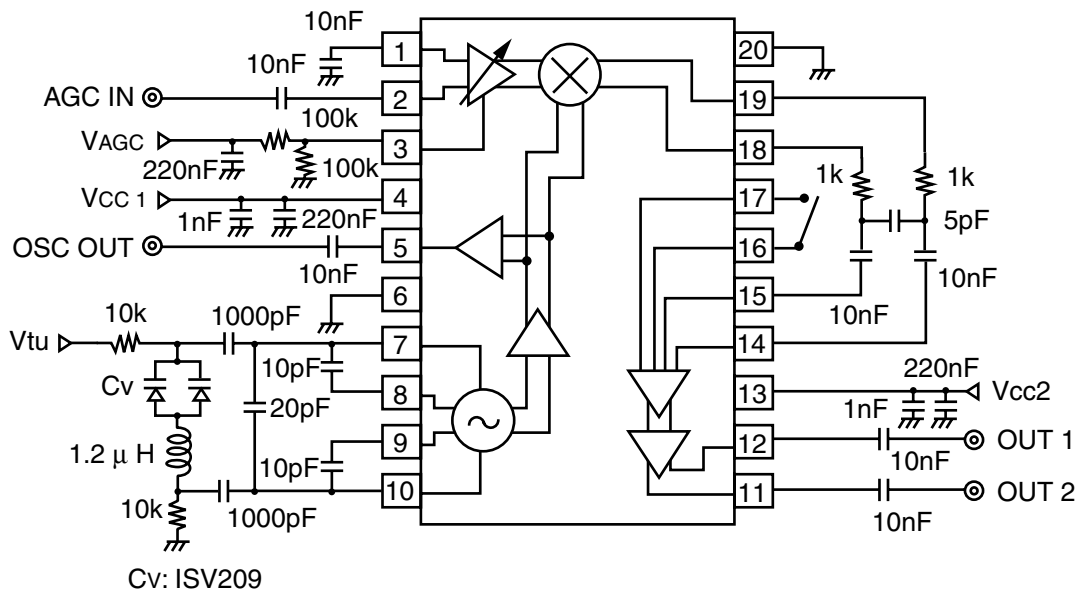 10nF
1
20
10nF
AGC IN
2
19
100k
VAGC
3
18
220nF
100k
1k
1k
VCC 1
4
17
1nF
220nF
5pF
OSC OUT
5
16
10nF
10nF
6
15
10nF
10k
1000pF
Vtu
7
14
10pF
220nF
Cv
8
13
Vcc2
20pF
1nF
9
12
OUT 1
1.2 μ H
10pF
10nF
10
11
OUT 2
10k
1000pF
10nF
Cv: ISV209